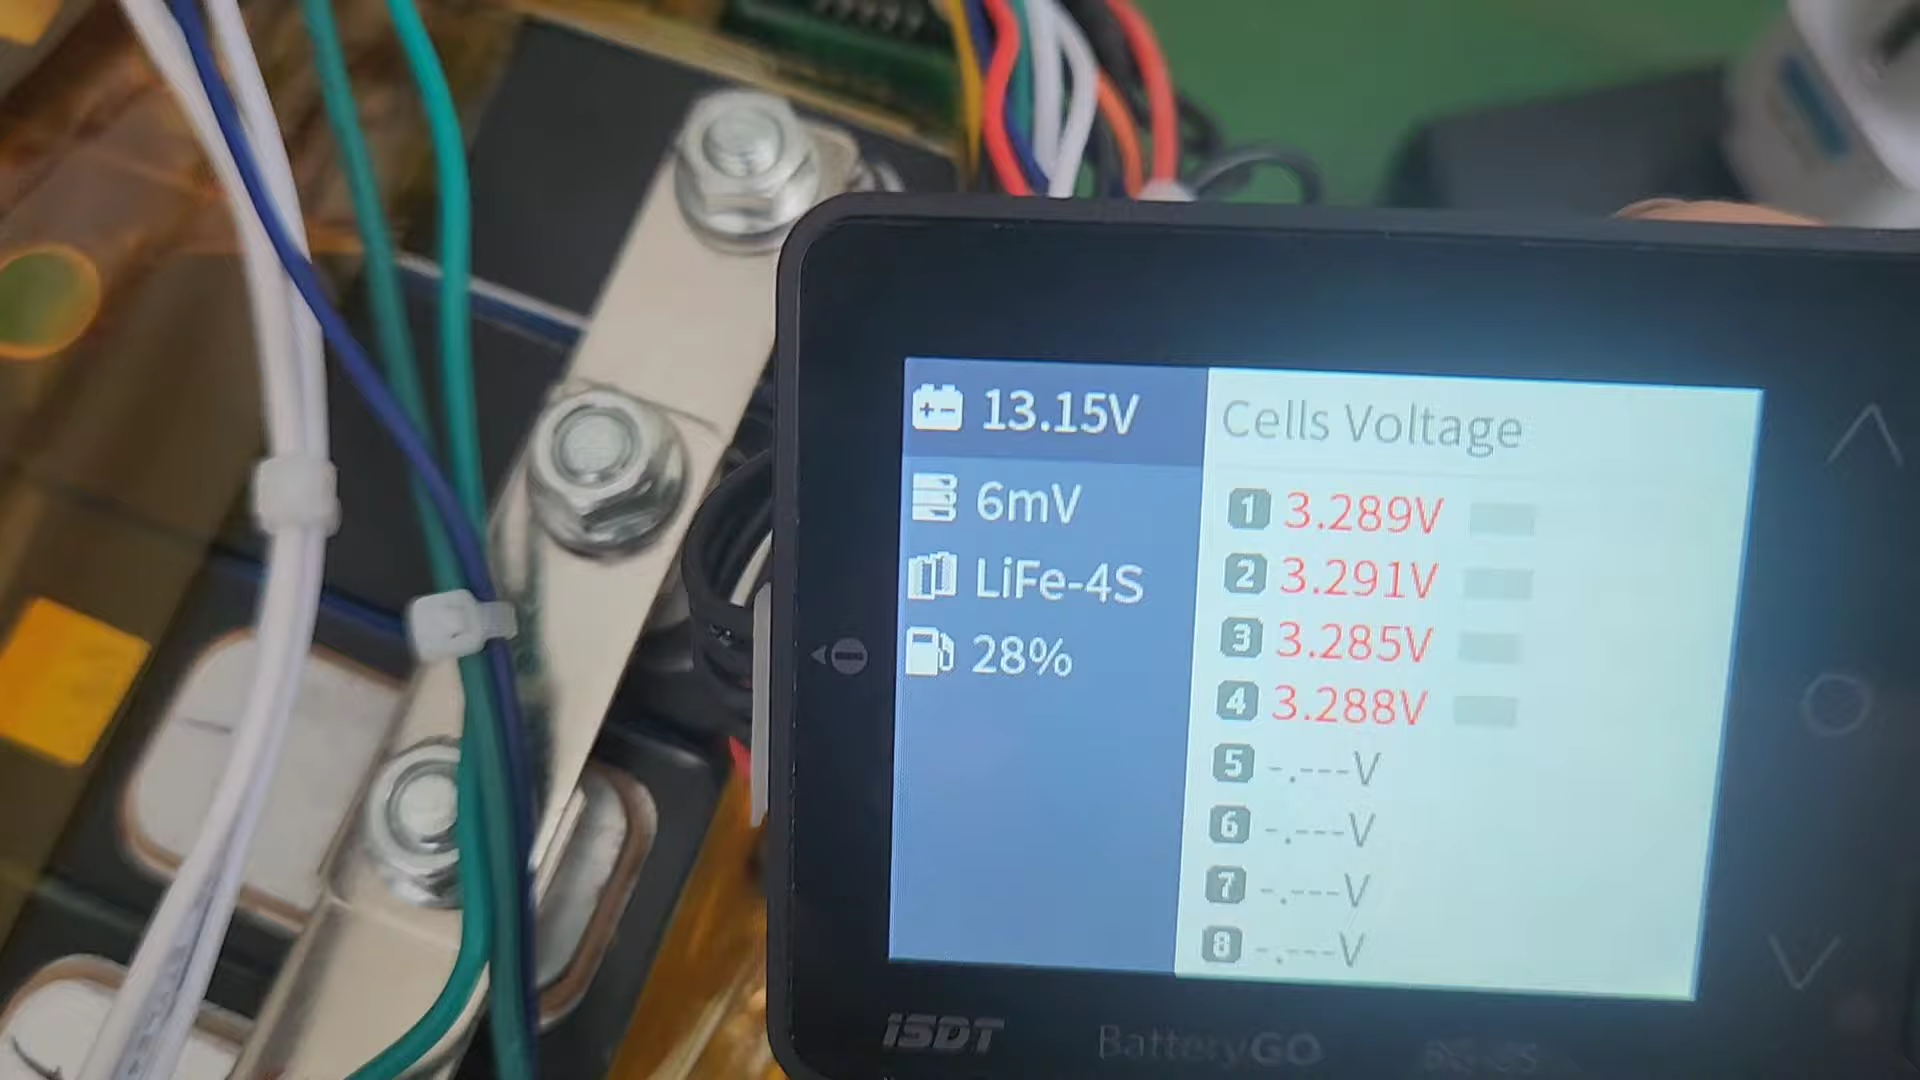 13.15V
6mV
LiFe-4S
28%
Cells Voltage
1 3.289V
2 3.291V
3 3.285V
4 3.288V
5 -.---V
6 -.---V
7 -.---V
8 -.---V
iSDT
BatteryGO